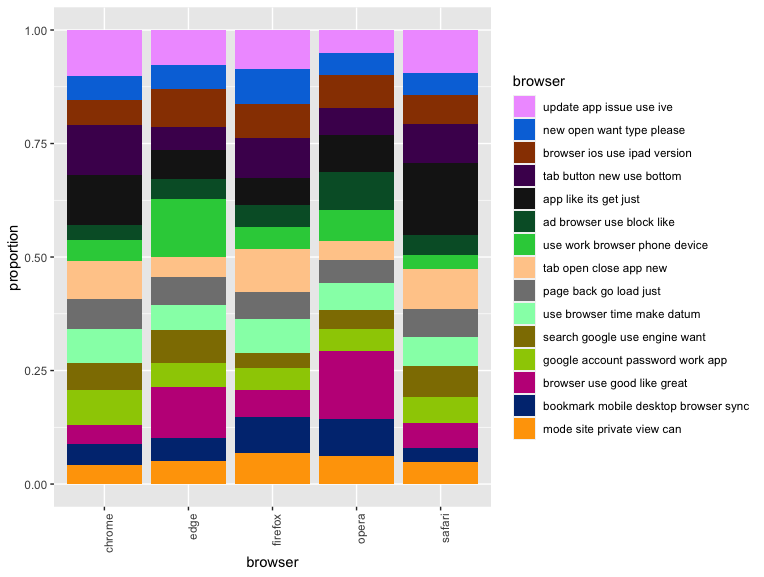 1.00
0.75
0.50
0.25
0.00
proportion
chrome
edge
firefox
opera
safari
browser
browser
update app issue use ive
new open want type please
browser ios use ipad version
tab button new use bottom
app like its get just
ad browser use block like
use work browser phone device
tab open close app new
page back go load just
use browser time make datum
search google use engine want
google account password work app
browser use good like great
bookmark mobile desktop browser sync
mode site private view can